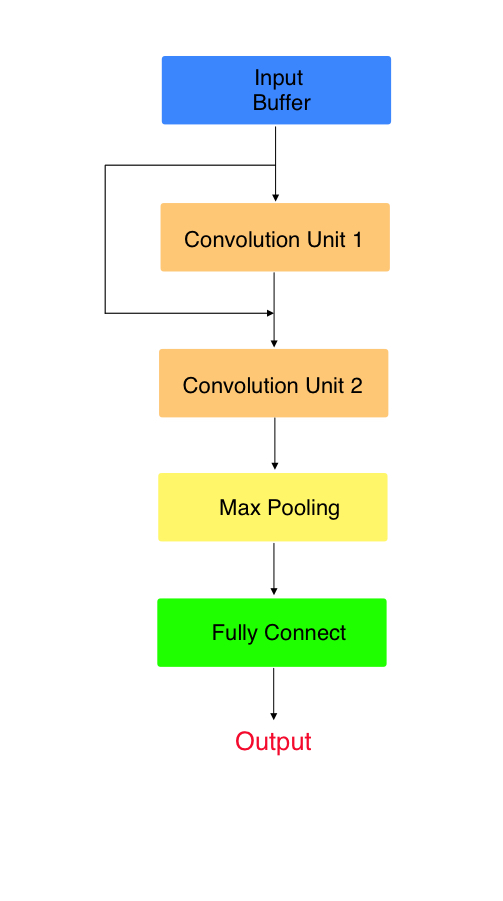 Input
Buffer
Convolution Unit 1
Convolution Unit 2
Max Pooling
Fully Connect
Output